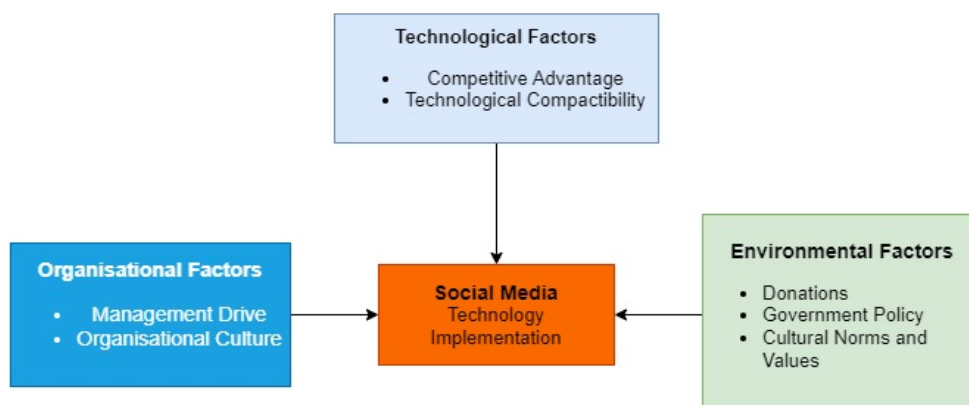 Technological Factors
• Competitive Advantage
• Technological Compactibility
Organisational Factors
• Management Drive
• Organisational Culture
Social Media
Technology
Implementation
Environmental Factors
• Donations
• Government Policy
• Cultural Norms and
Values